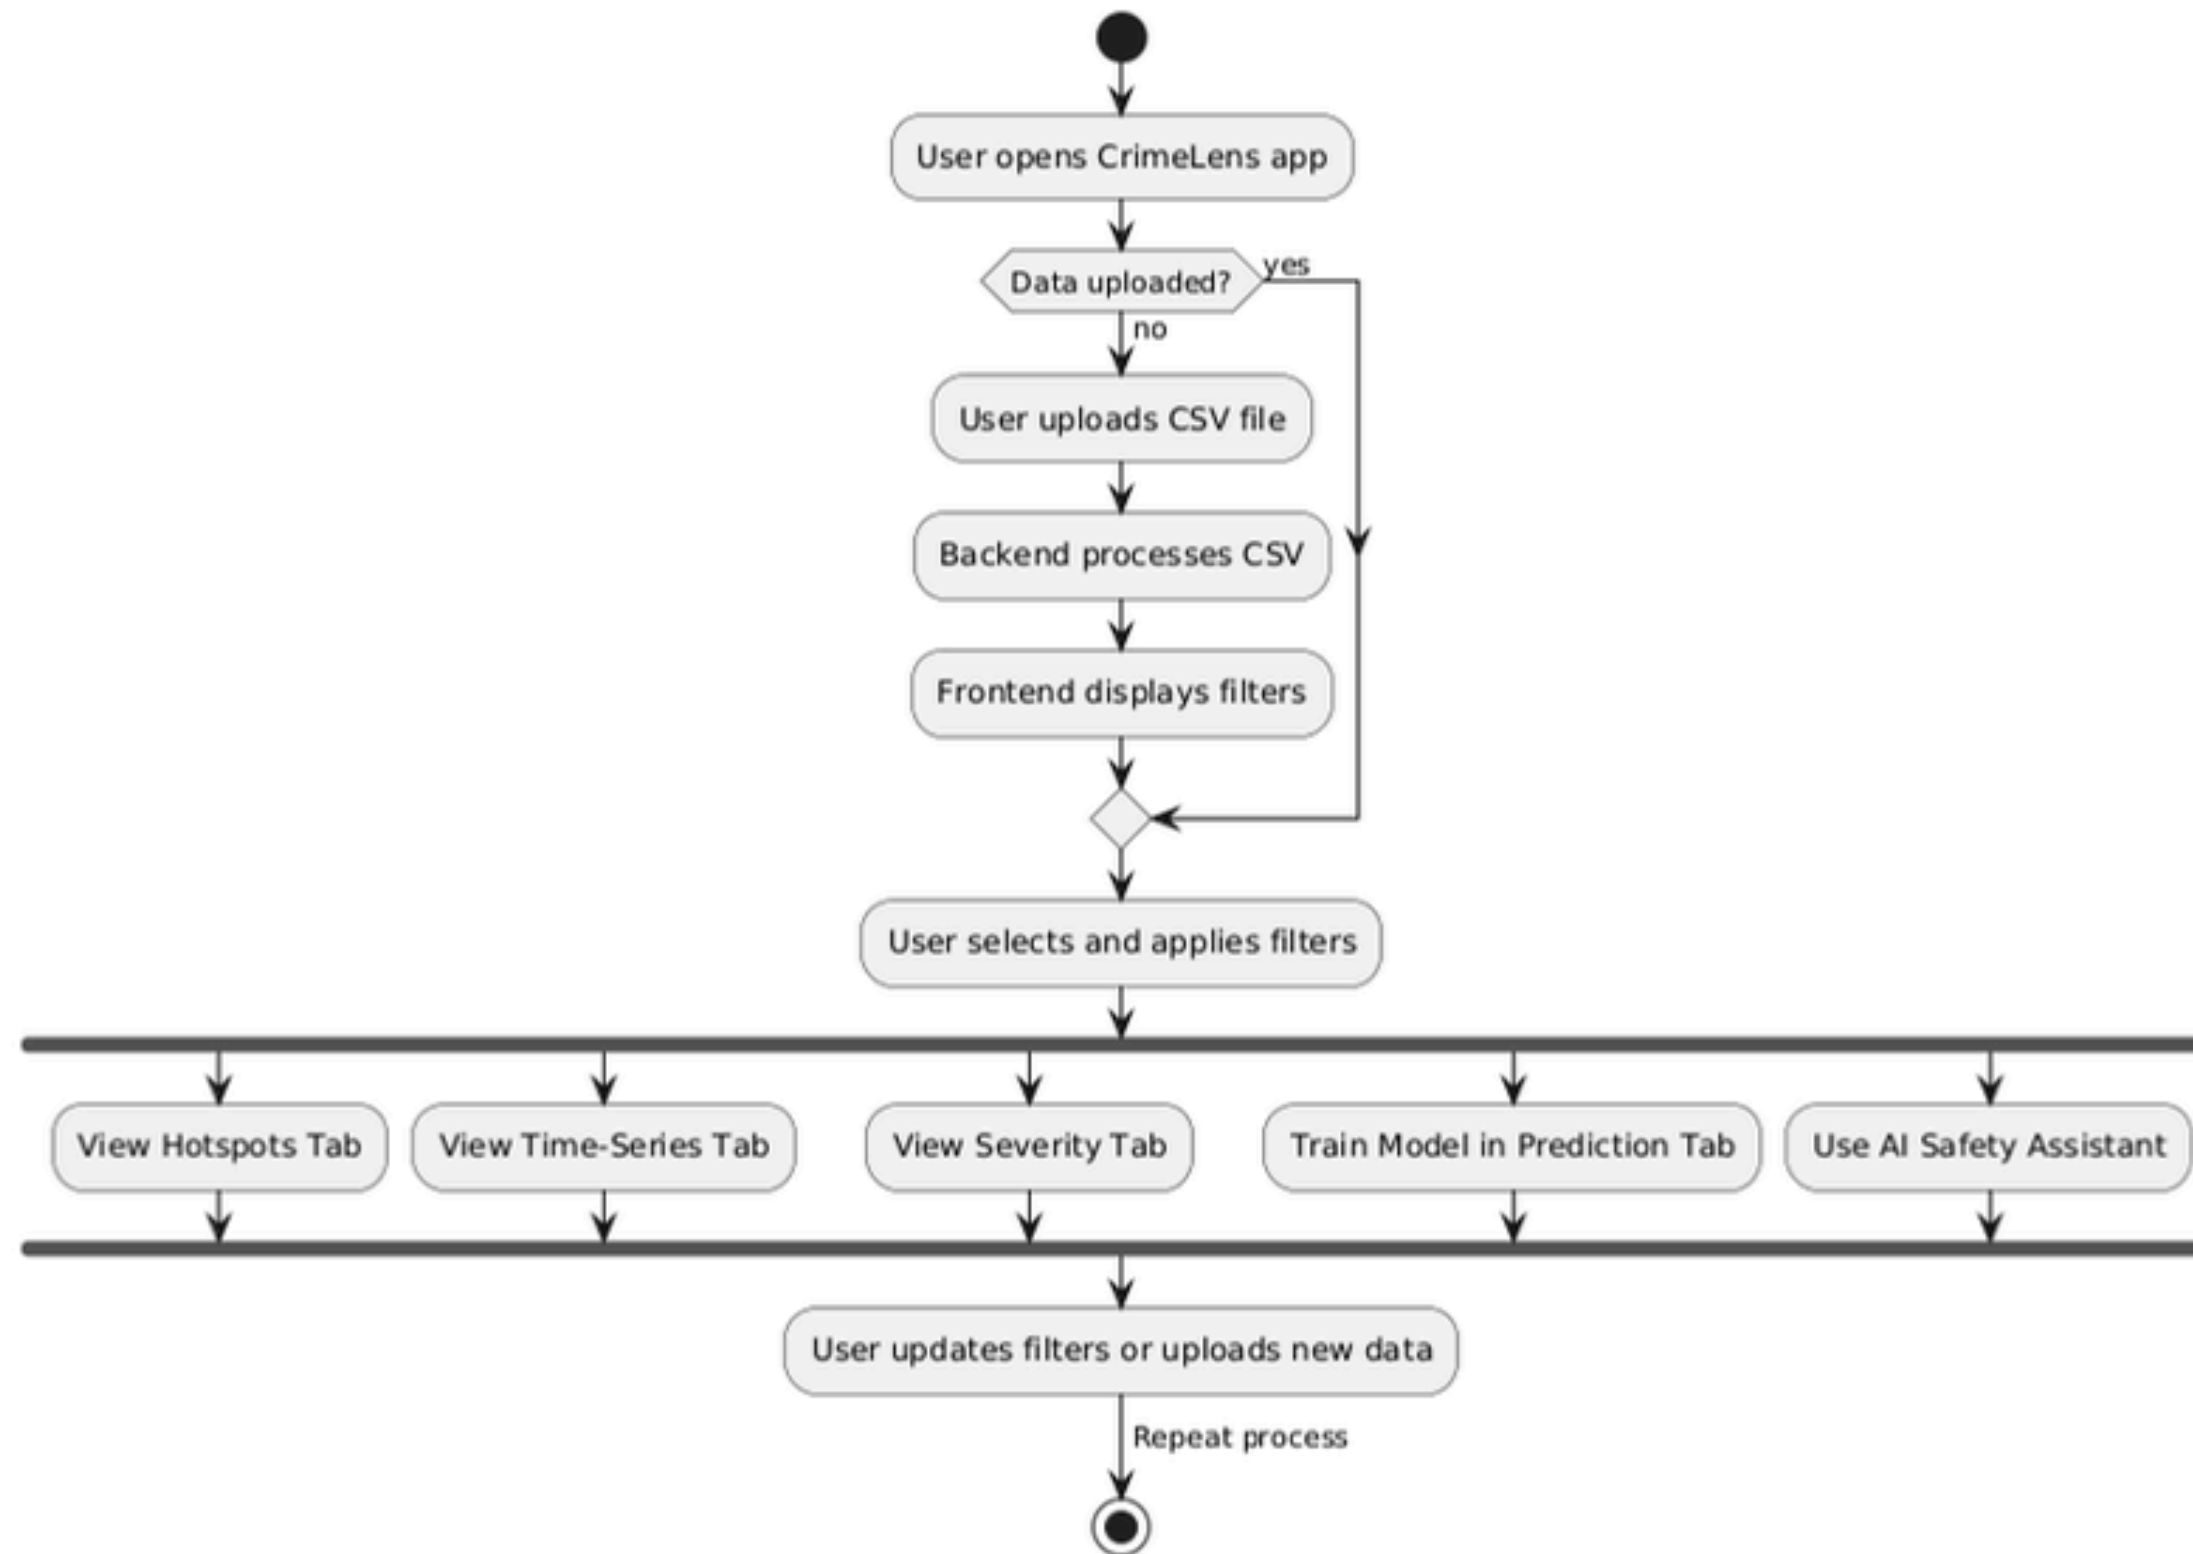 User opens CrimeLens app
Data uploaded?
yes
no
User uploads CSV file
Backend processes CSV
Frontend displays filters
User selects and applies filters
View Hotspots Tab
View Time-Series Tab
View Severity Tab
Train Model in Prediction Tab
Use AI Safety Assistant
User updates filters or uploads new data
Repeat process